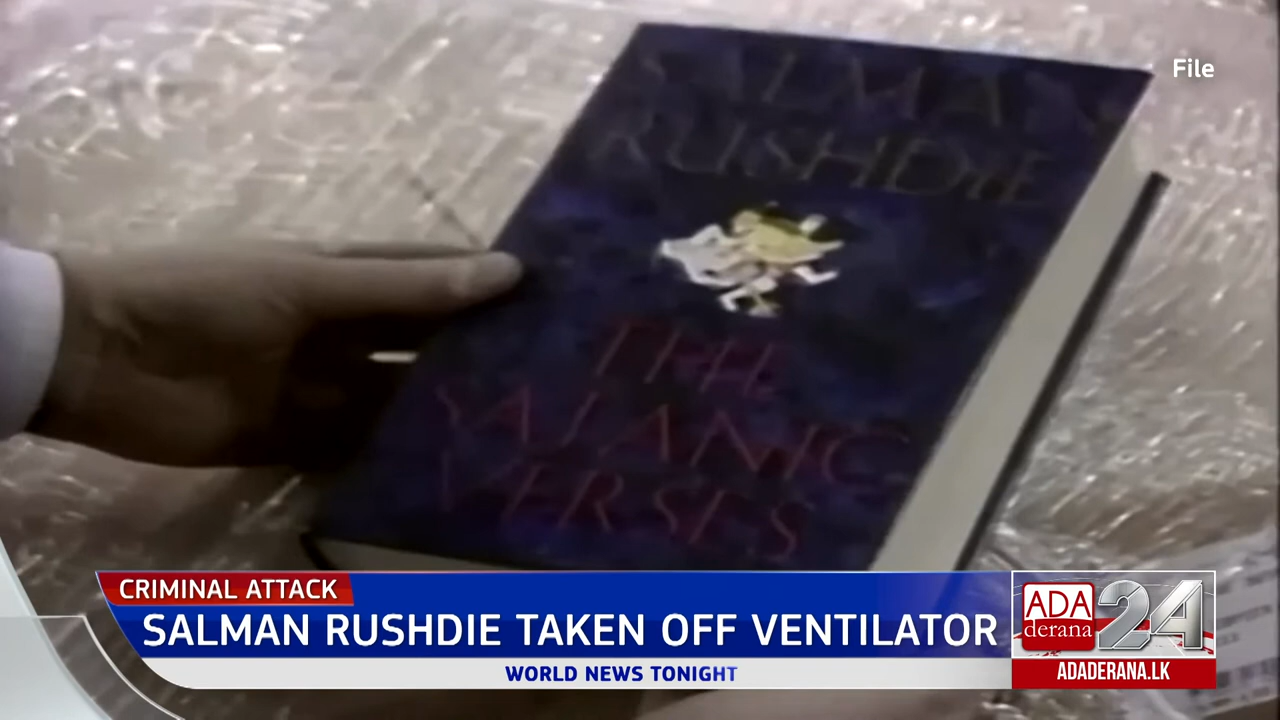 File
SALMAN
RUSHDIE
THE
SATANIC
VERSES
CRIMINAL ATTACK
SALMAN RUSHDIE TAKEN OFF VENTILATOR
WORLD NEWS TONIGHT
ADA
derana
24
ADADERANA.LK